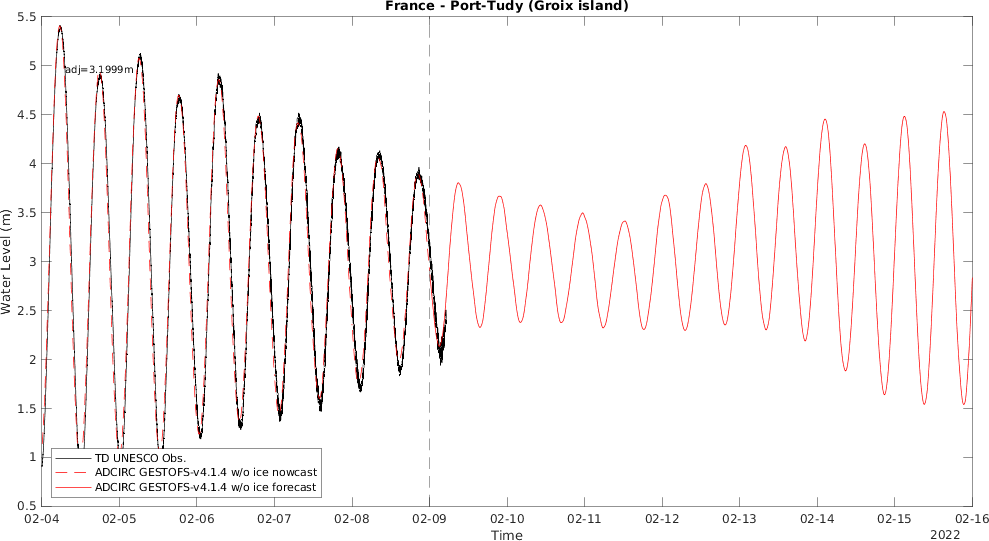 France - Port-Tudy (Groix island)
5.5
5
4.5
4
3.5
3
2.5
2
1.5
1
0.5
Water Level (m)
adj=3.1999m
TD UNESCO Obs.
ADCIRC GESTOFS-v4.1.4 w/o ice nowcast
ADCIRC GESTOFS-v4.1.4 w/o ice forecast
02-04 02-05 02-06 02-07 02-08 02-09 02-10 02-11 02-12 02-13 02-14 02-15 02-16
Time
2022